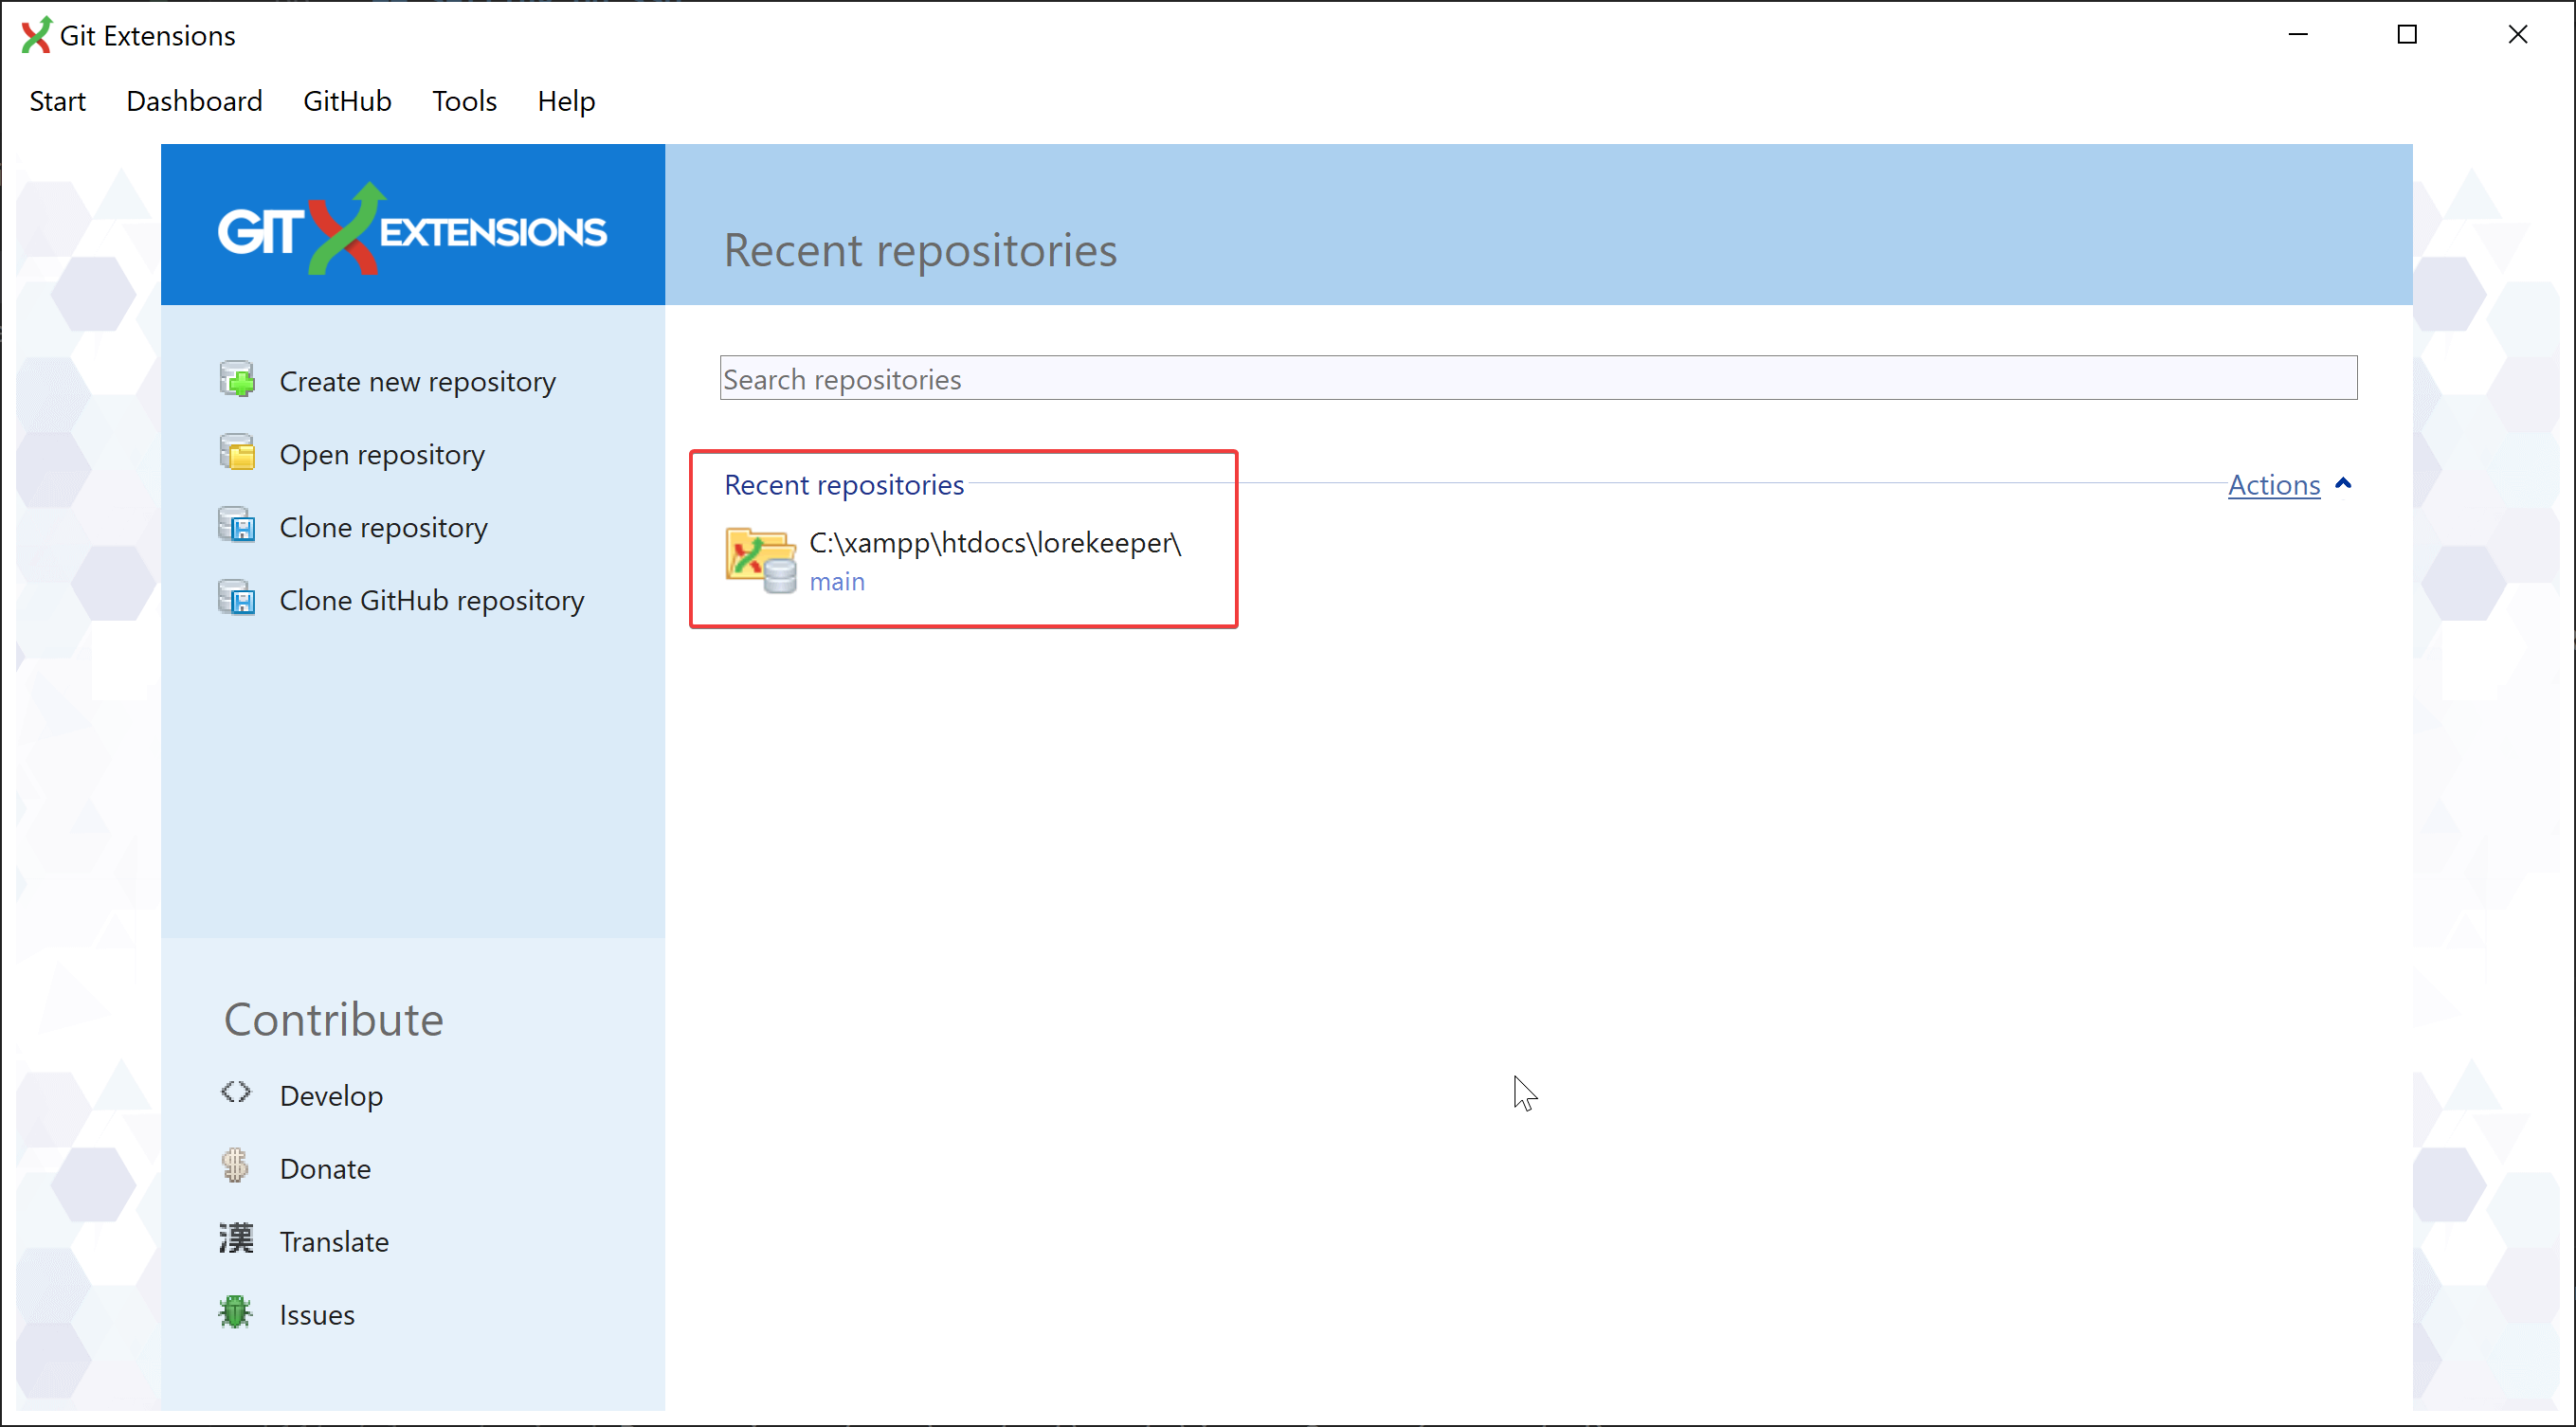 Git Extensions
Start Dashboard GitHub Tools Help
GIT EXTENSIONS
Recent repositories
Create new repository
Open repository
Clone repository
Clone GitHub repository
Search repositories
Recent repositories Actions
C:\xampp\htdocs\lorekeeper\
main
Contribute
Develop
Donate
漢 Translate
Issues